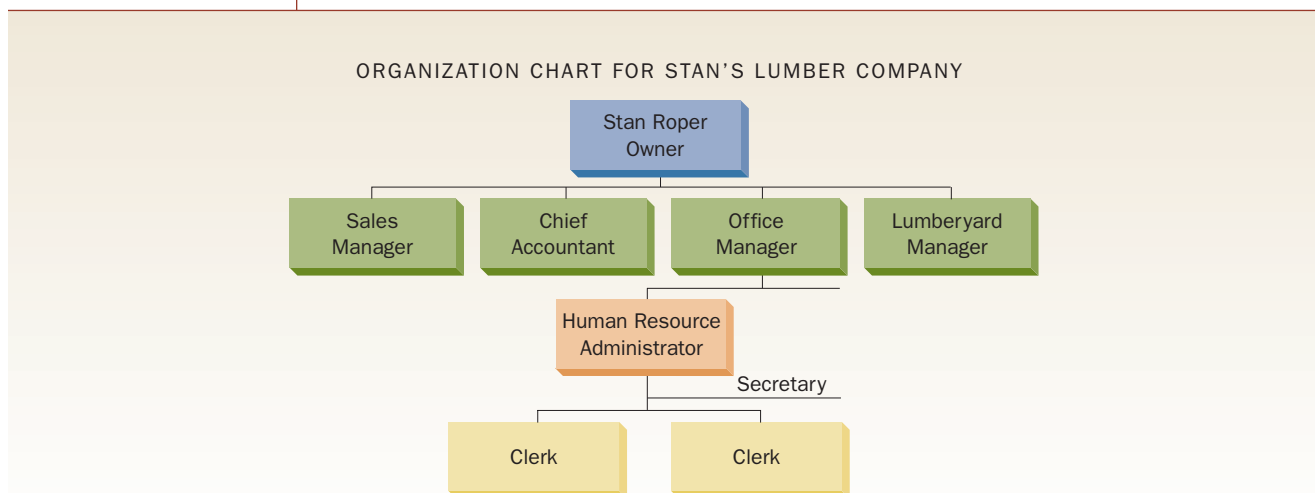 ORGANIZATION CHART FOR STAN’S LUMBER COMPANY
Stan Roper
Owner
Sales
Manager
Chief
Accountant
Office
Manager
Lumberyard
Manager
Human Resource
Administrator
Secretary
Clerk
Clerk